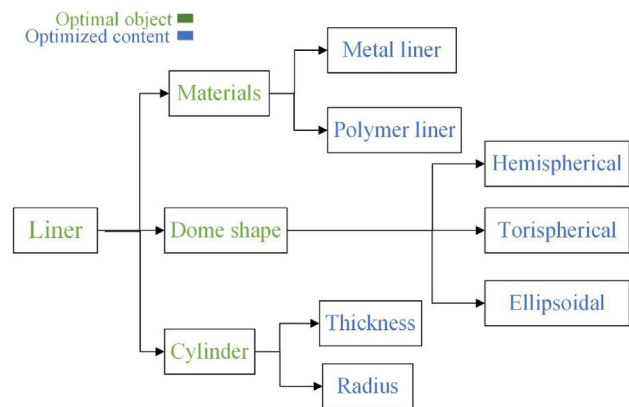 Optimal object
Optimized content
Metal liner
Materials
Polymer liner
Hemispherical
Liner
Dome shape
Torispherical
Ellipsoidal
Thickness
Cylinder
Radius